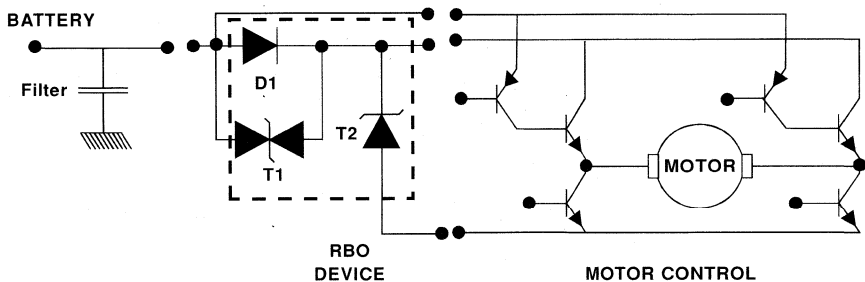 BATTERY
Filter
D1
T1
T2
MOTOR
RBO
DEVICE
MOTOR CONTROL